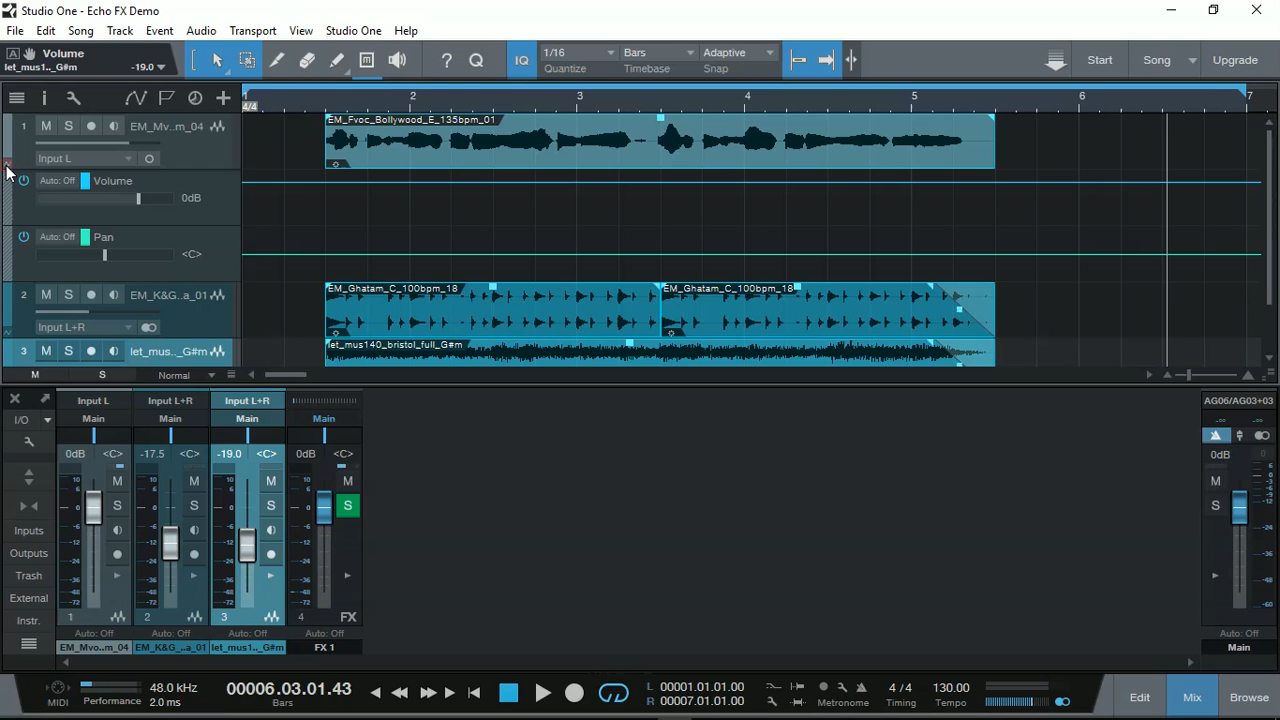 Studio One - Echo FX Demo
File Edit Song Track Event Audio Transport View Studio One Help
Volume
let_mus1.._G#m -19.0
IQ
1/16 Bars Adaptive
Quantize Timebase Snap
Start Song Upgrade
1 2 3 4 5 6 7
4/4
1 M S EM_Mv..m_04
Input L
EM_Fvoc_Bollywood_E_135bpm_01
Auto: Off Volume
0dB
Auto: Off Pan
<C>
2 M S EM_K&G..a_01
Input L+R
EM_Ghatam_C_100bpm_18 EM_Ghatam_C_100bpm_18
3 M S let_mus.._G#m
let_mus140_bristol_full_G#m
M S Normal
Input L Input L+R Input L+R AG06/AG03+03
I/O Main Main Main Main
0dB <C> -17.5 <C> -19.0 <C> 0dB <C> 0dB 0
M M M M M
S S S S S
Inputs
Outputs
Trash
External
Instr.
1 2 3 4 FX
Auto: Off Auto: Off Auto: Off Auto: Off Auto: Off
EM_Mvo..m_04 EM_K&G_..a_01 let_mus1.._G#m FX 1 Main
48.0 kHz 00006.03.01.43 L 00001.01.01.00 4 / 4 130.00
Performance 2.0 ms Bars R 00007.01.01.00 Metronome Timing Tempo
Edit Mix Browse